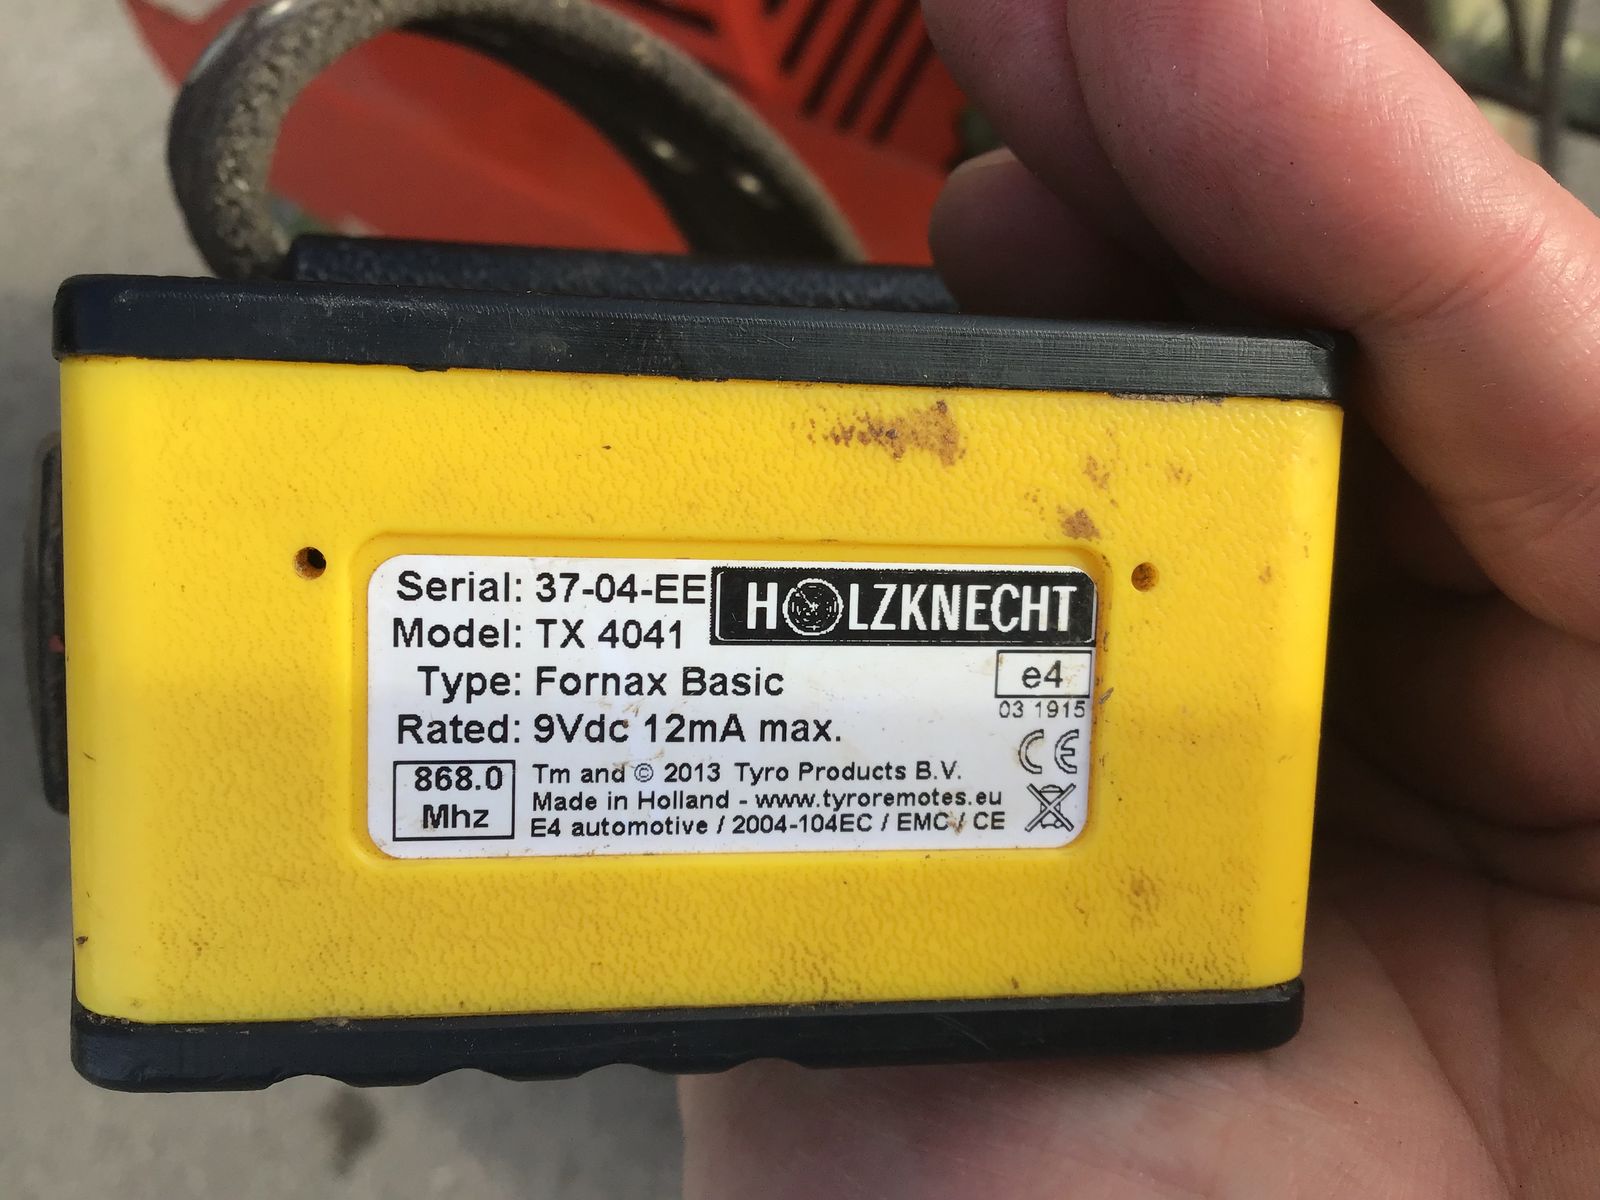 Serial: 37-04-EE
HOLZKNECHT
Model: TX 4041
Type: Fornax Basic
e4
03 1915
Rated: 9Vdc 12mA max.
CE
868.0
Mhz
Tm and © 2013 Tyro Products B.V.
Made in Holland - www.tyroremotes.eu
E4 automotive / 2004-104EC / EMC / CE